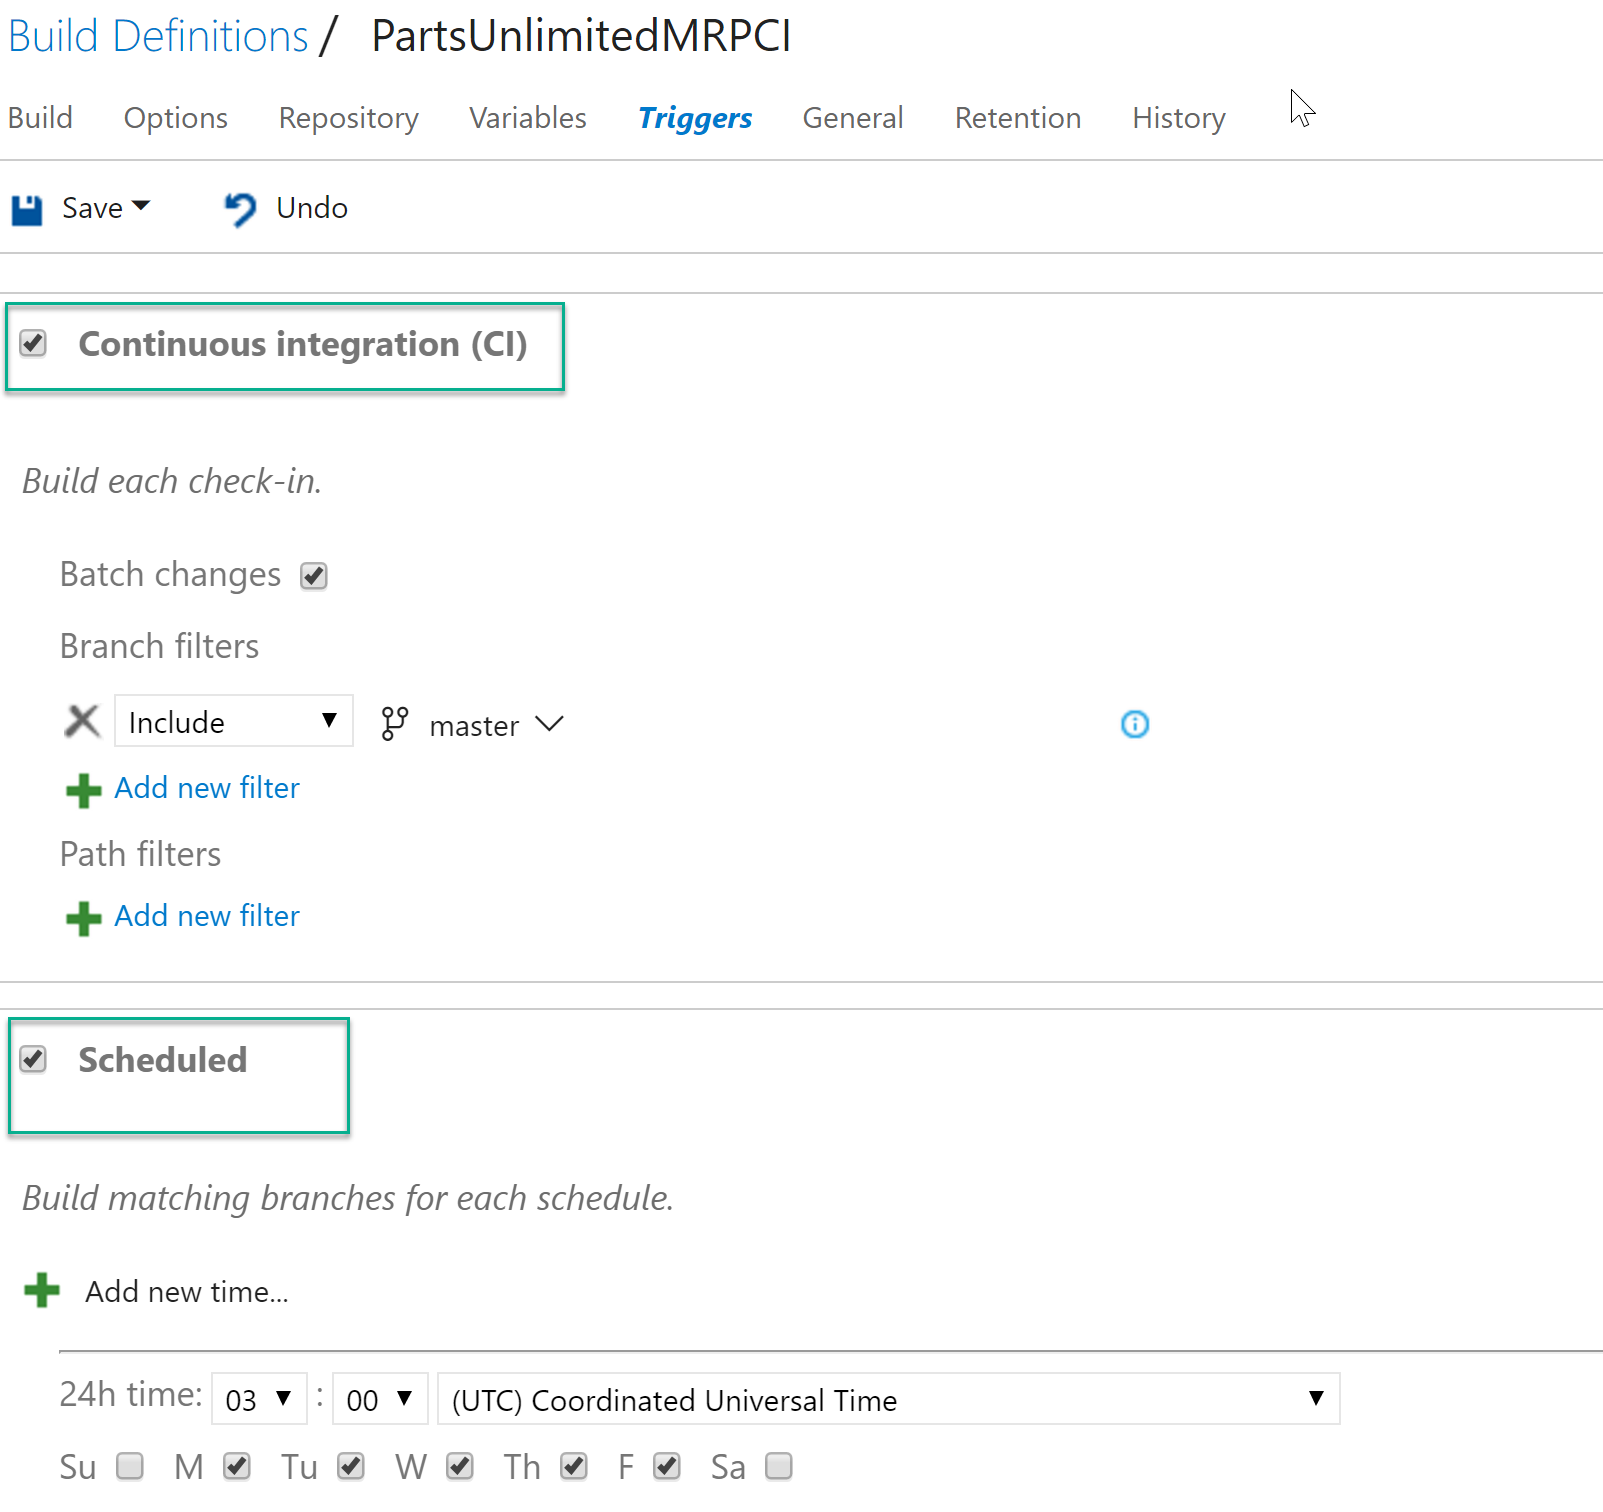 Build Definitions / PartsUnlimitedMRPCI
Build Options Repository Variables Triggers General Retention History
Save Undo
Continuous integration (CI)
Build each check-in.
Batch changes
Branch filters
Include master
Add new filter
Path filters
Add new filter
Scheduled
Build matching branches for each schedule.
Add new time...
24h time: 03 : 00 (UTC) Coordinated Universal Time
Su M Tu W Th F Sa